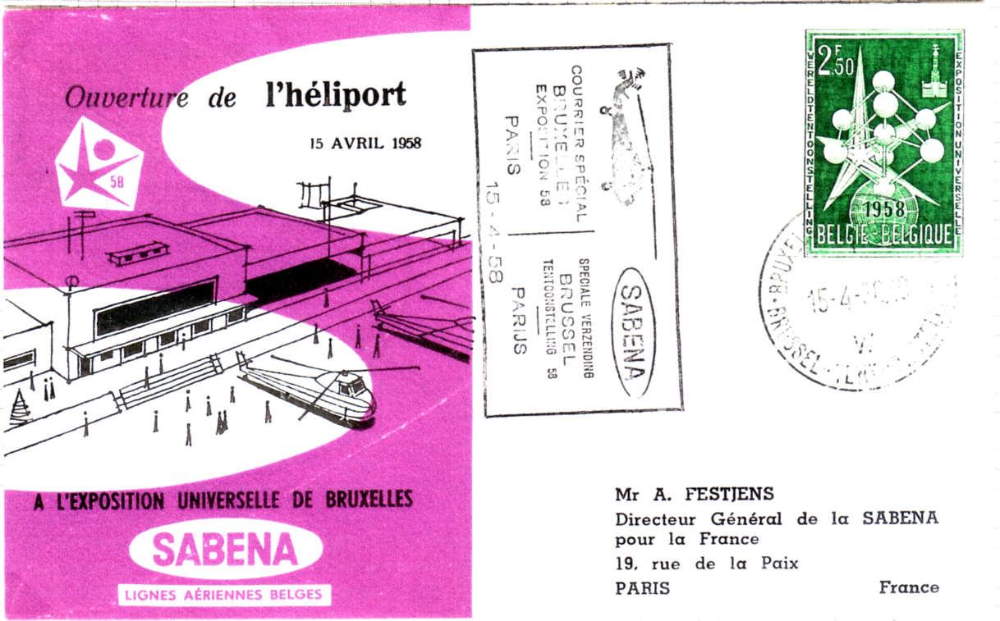 Ouverture de l'héliport
15 AVRIL 1958
58
A L'EXPOSITION UNIVERSELLE DE BRUXELLES
SABENA
LIGNES AÉRIENNES BELGES
COURRIER SPÉCIAL
BRUXELLES
EXPOSITION 58
PARIS
15-4-58
SPECIALE VERZENDING
BRUSSEL
TENTOONSTELLING 58
PARIJS
SABENA
2F50
WERELDTENTOONSTELLING
EXPOSITION UNIVERSELLE
1958
BELGIE-BELGIQUE
BRUSSEL
15-4-
Mr A. FESTJENS
Directeur Général de la SABENA
pour la France
19, rue de la Paix
PARIS France